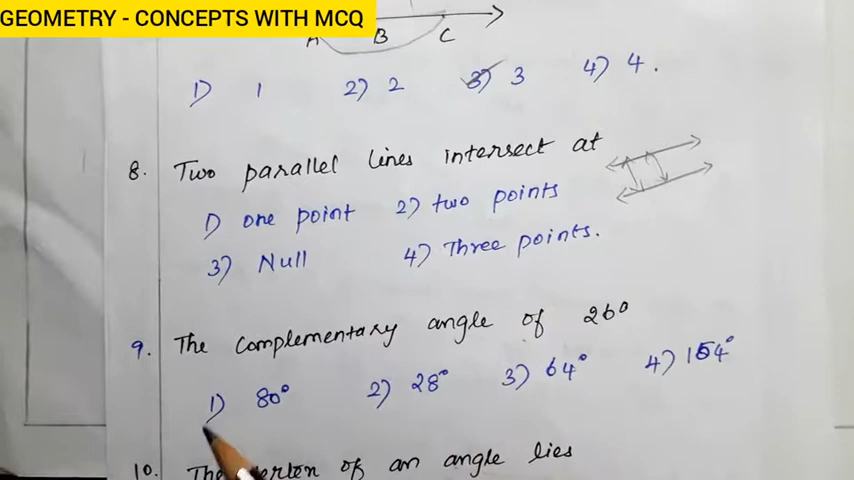 GEOMETRY - CONCEPTS WITH MCQ
A B C
1) 1 2) 2 3) 3 4) 4.
8. Two parallel lines intersect at
1) one point 2) two points
3) Null 4) Three points.
9. The complementary angle of 26°
1) 80° 2) 28° 3) 64° 4) 154°
10. The of an angle lies